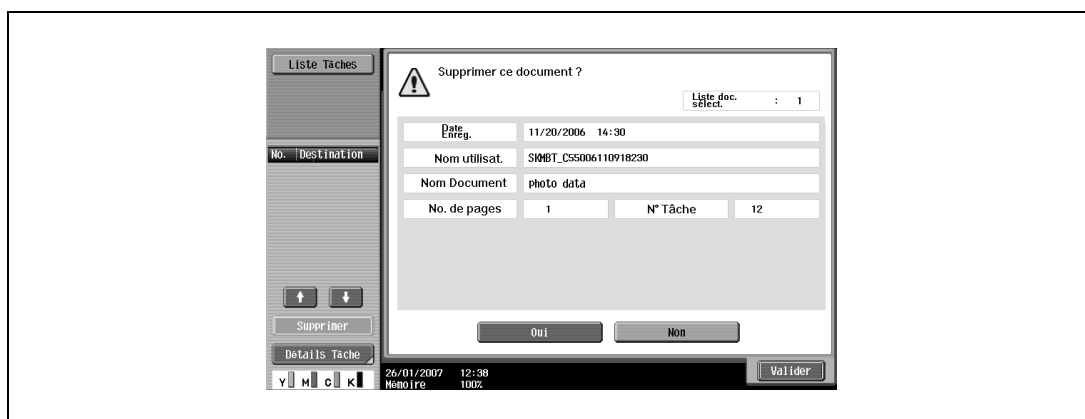 Liste Tâches
Supprimer ce document ?
Liste doc.
sélect. : 1
Date
Enreg. 11/20/2006 14:30
No. Destination
Nom utilisat. SKMBT_C55006110918230
Nom Document photo data
No. de pages 1 N° Tâche 12
Supprimer
Oui Non
Détails Tâche
Y M C K
26/01/2007 12:38
Mémoire 100%
Valider